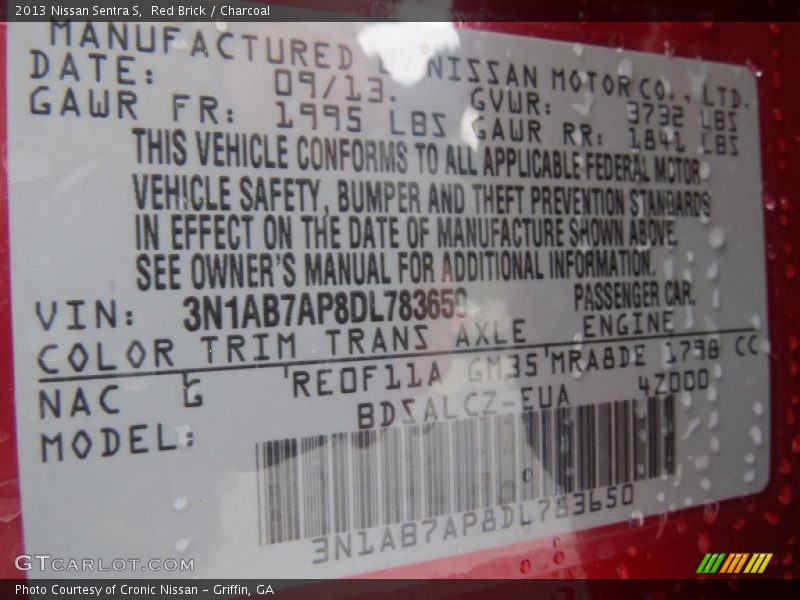 2013 Nissan Sentra S,  Red Brick / Charcoal
MANUFACTURED NISSAN MOTOR CO., LTD.
DATE: 09/13. GVWR: 3732 LBS
GAWR FR: 1995 LBS GAWR RR: 1841 LBS
THIS VEHICLE CONFORMS TO ALL APPLICABLE FEDERAL MOTOR
VEHICLE SAFETY, BUMPER AND THEFT PREVENTION STANDARDS
IN EFFECT ON THE DATE OF MANUFACTURE SHOWN ABOVE.
SEE OWNER'S MANUAL FOR ADDITIONAL INFORMATION.
VIN: 3N1AB7AP8DL783650 PASSENGER CAR.
COLOR TRIM TRANS AXLE ENGINE
NAC G RE0F11A GM35 MRA8DE 1798 CC
MODEL: BDSALCZ-EUA 4Z000
3N1AB7AP8DL783650
GTCARLOT.COM
Photo Courtesy of Cronic Nissan - Griffin, GA